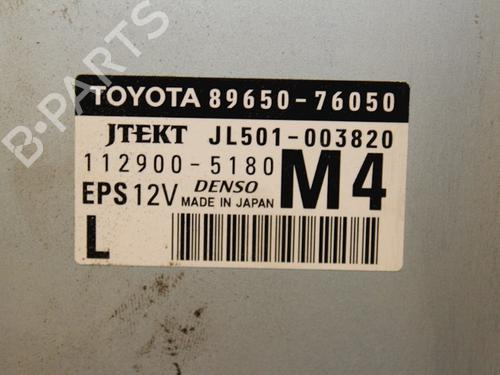 B-PARTS
TOYOTA 89650-76050
JTEKT JL501-003820
112900-5180 M4
EPS 12V DENSO
MADE IN JAPAN
L